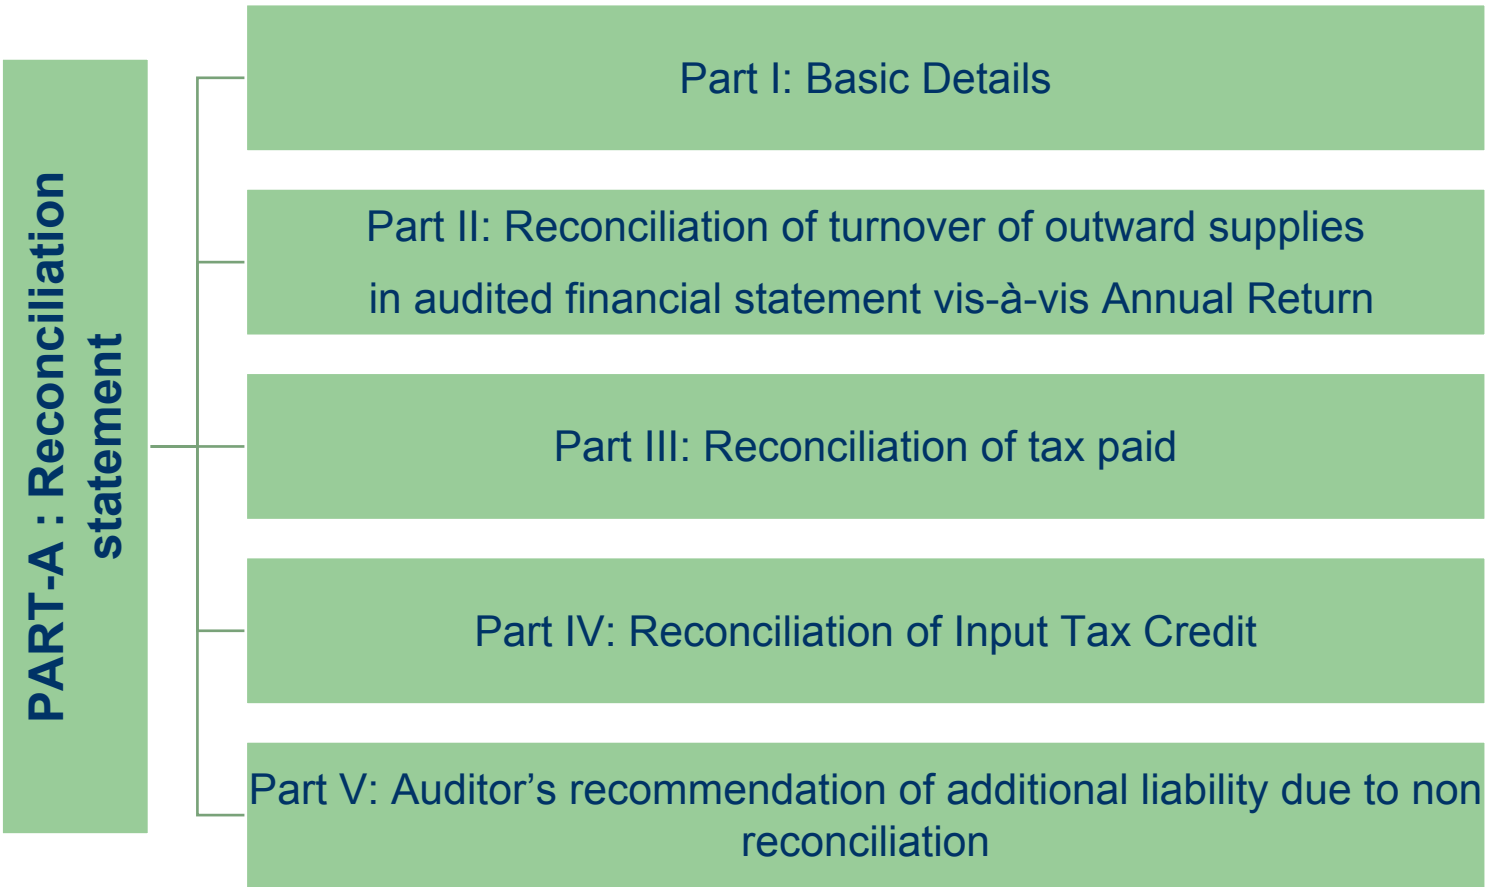 PART-A : Reconciliation
statement
Part I: Basic Details
Part II: Reconciliation of turnover of outward supplies
in audited financial statement vis-à-vis Annual Return
Part III: Reconciliation of tax paid
Part IV: Reconciliation of Input Tax Credit
Part V: Auditor’s recommendation of additional liability due to non
reconciliation